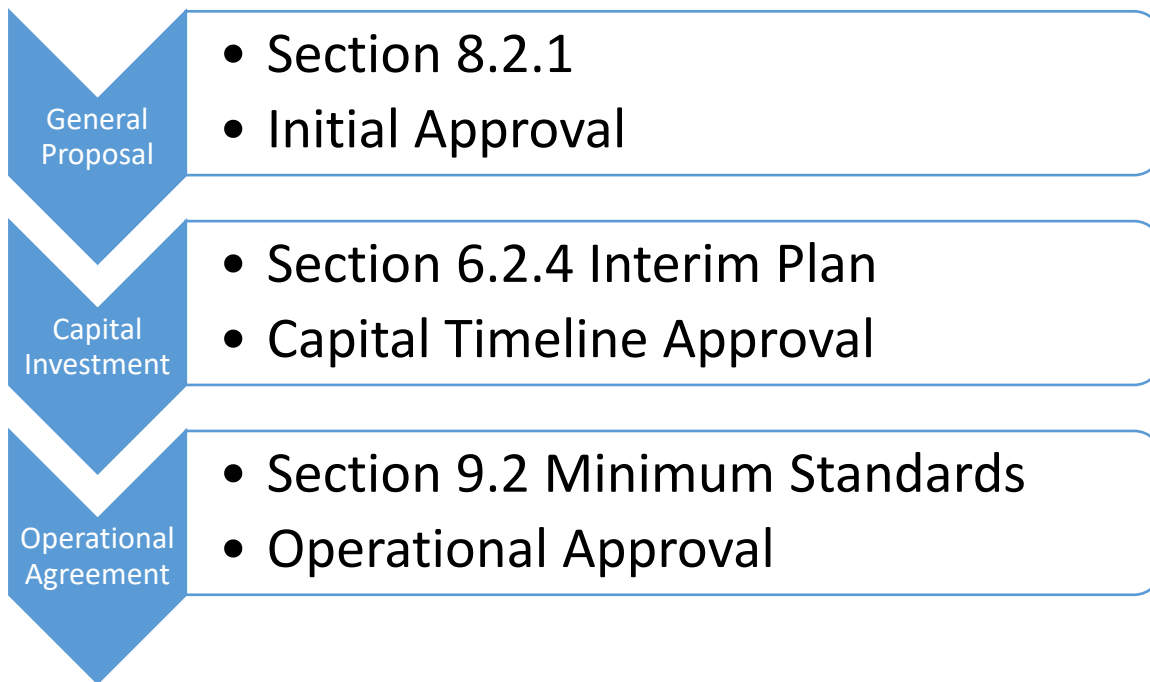 General
Proposal
• Section 8.2.1
• Initial Approval
Capital
Investment
• Section 6.2.4 Interim Plan
• Capital Timeline Approval
Operational
Agreement
• Section 9.2 Minimum Standards
• Operational Approval